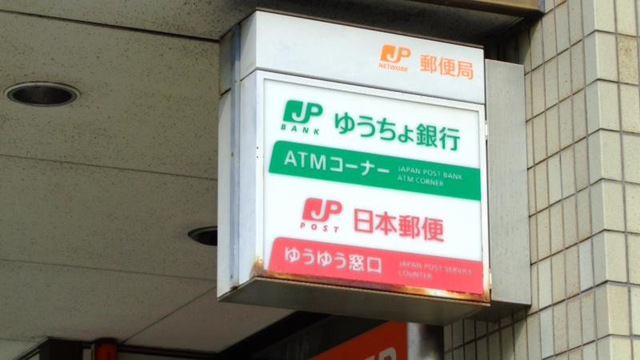 JP NETWORK 郵便局
JP BANK ゆうちょ銀行
ATMコーナー JAPAN POST BANK
ATM CORNER
JP POST 日本郵便
ゆうゆう窓口 JAPAN POST SERVICE
COUNTER